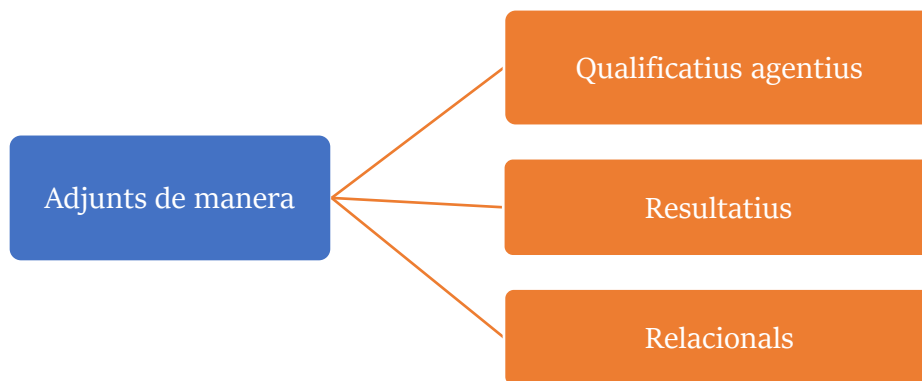 Qualificatius agentius
Adjunts de manera
Resultatius
Relacionals